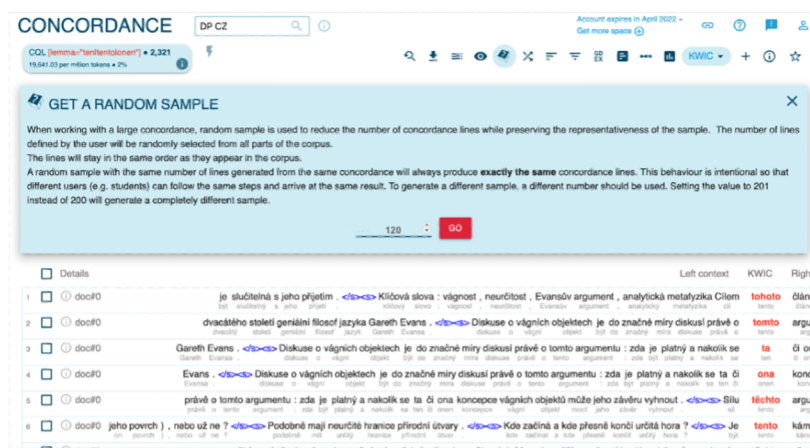 CONCORDANCE
DP CZ
Account expires in April 2022
Get more space
CQL [lemma="ten|tento|onen"] • 2,321
19,641.03 per million tokens • 2%
KWIC
GET A RANDOM SAMPLE
When working with a large concordance, random sample is used to reduce the number of concordance lines while preserving the representativeness of the sample. The number of lines
defined by the user will be randomly selected from all parts of the corpus.
The lines will stay in the same order as they appear in the corpus.
A random sample with the same number of lines generated from the same concordance will always produce exactly the same concordance lines. This behaviour is intentional so that
different users (e.g. students) can follow the same steps and arrive at the same result. To generate a different sample, a different number should be used. Setting the value to 201
instead of 200 will generate a completely different sample.
120 GO
Details Left context KWIC Righ
1 doc#0 je slučitelná s jeho přijetím . </s><s> Klíčová slova : vágnost , neurčitost , Evansův argument , analytická metafyzika Cílem tohoto člán
2 doc#0 dvacátého století geniální filosof jazyka Gareth Evans . </s><s> Diskuse o vágních objektech je do značné míry diskusí právě o tomto argu
3 doc#0 Gareth Evans . </s><s> Diskuse o vágních objektech je do značné míry diskusí právě o tomto argumentu : zda je platný a nakolik se ta či o
4 doc#0 Evans . </s><s> Diskuse o vágních objektech je do značné míry diskusí právě o tomto argumentu : zda je platný a nakolik se ta či ona konc
5 doc#0 právě o tomto argumentu : zda je platný a nakolik se ta či ona koncepce vágních objektů může jeho závěru vyhnout . </s><s> Sílu těchto argu
6 doc#0 jeho povrch ) , nebo už ne ? </s><s> Podobně mají neurčité hranice přírodní útvary . </s><s> Kde začíná a kde přesně končí určitá hora ? </s><s> Je tento